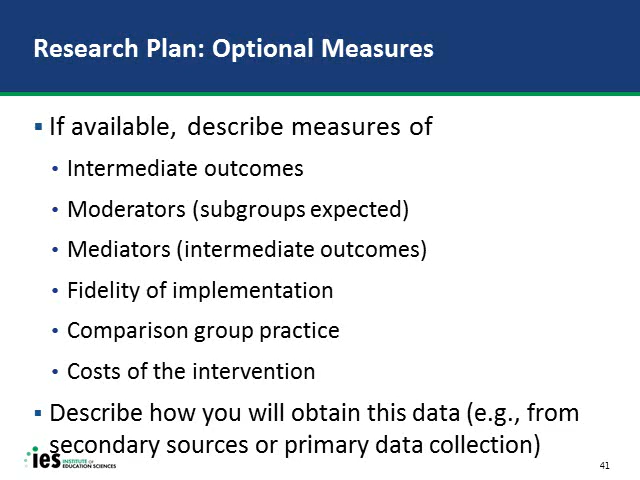 Research Plan: Optional Measures
▪ If available, describe measures of
• Intermediate outcomes
• Moderators (subgroups expected)
• Mediators (intermediate outcomes)
• Fidelity of implementation
• Comparison group practice
• Costs of the intervention
▪ Describe how you will obtain this data (e.g., from
secondary sources or primary data collection)
ies INSTITUTE OF
EDUCATION SCIENCES
41